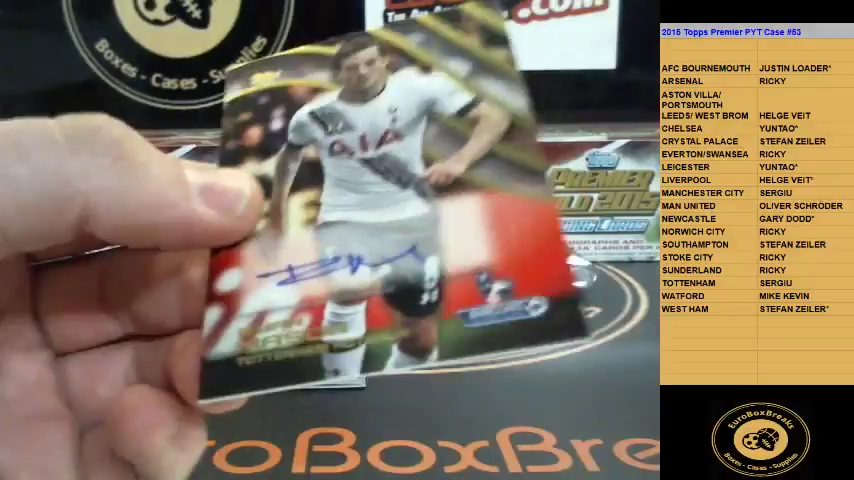 2015 Topps Premier PYT Case #53
AFC BOURNEMOUTH JUSTIN LOADER*
ARSENAL RICKY
ASTON VILLA/
PORTSMOUTH
LEEDS/ WEST BROM HELGE VEIT
CHELSEA YUNTAO*
CRYSTAL PALACE STEFAN ZEILER
EVERTON/SWANSEA RICKY
LEICESTER YUNTAO*
LIVERPOOL HELGE VEIT*
MANCHESTER CITY SERGIU
MAN UNITED OLIVER SCHRÖDER
NEWCASTLE GARY DODD*
NORWICH CITY RICKY
SOUTHAMPTON STEFAN ZEILER
STOKE CITY RICKY
SUNDERLAND RICKY
TOTTENHAM SERGIU
WATFORD MIKE KEVIN
WEST HAM STEFAN ZEILER*
EuroBoxBreaks
Boxes - Cases - Supplies
.COM
Boxes - Cases - Supplies
AIA
Topps
PREMIER
GOLD 2015
roBoxBre